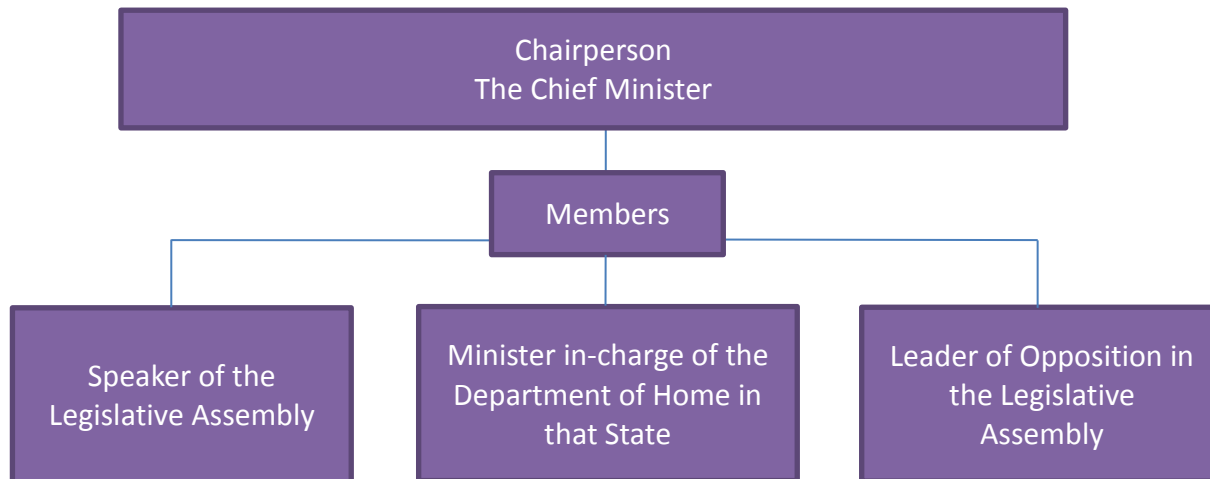 Chairperson
The Chief Minister
Members
Speaker of the
Legislative Assembly
Minister in-charge of the
Department of Home in
that State
Leader of Opposition in
the Legislative
Assembly